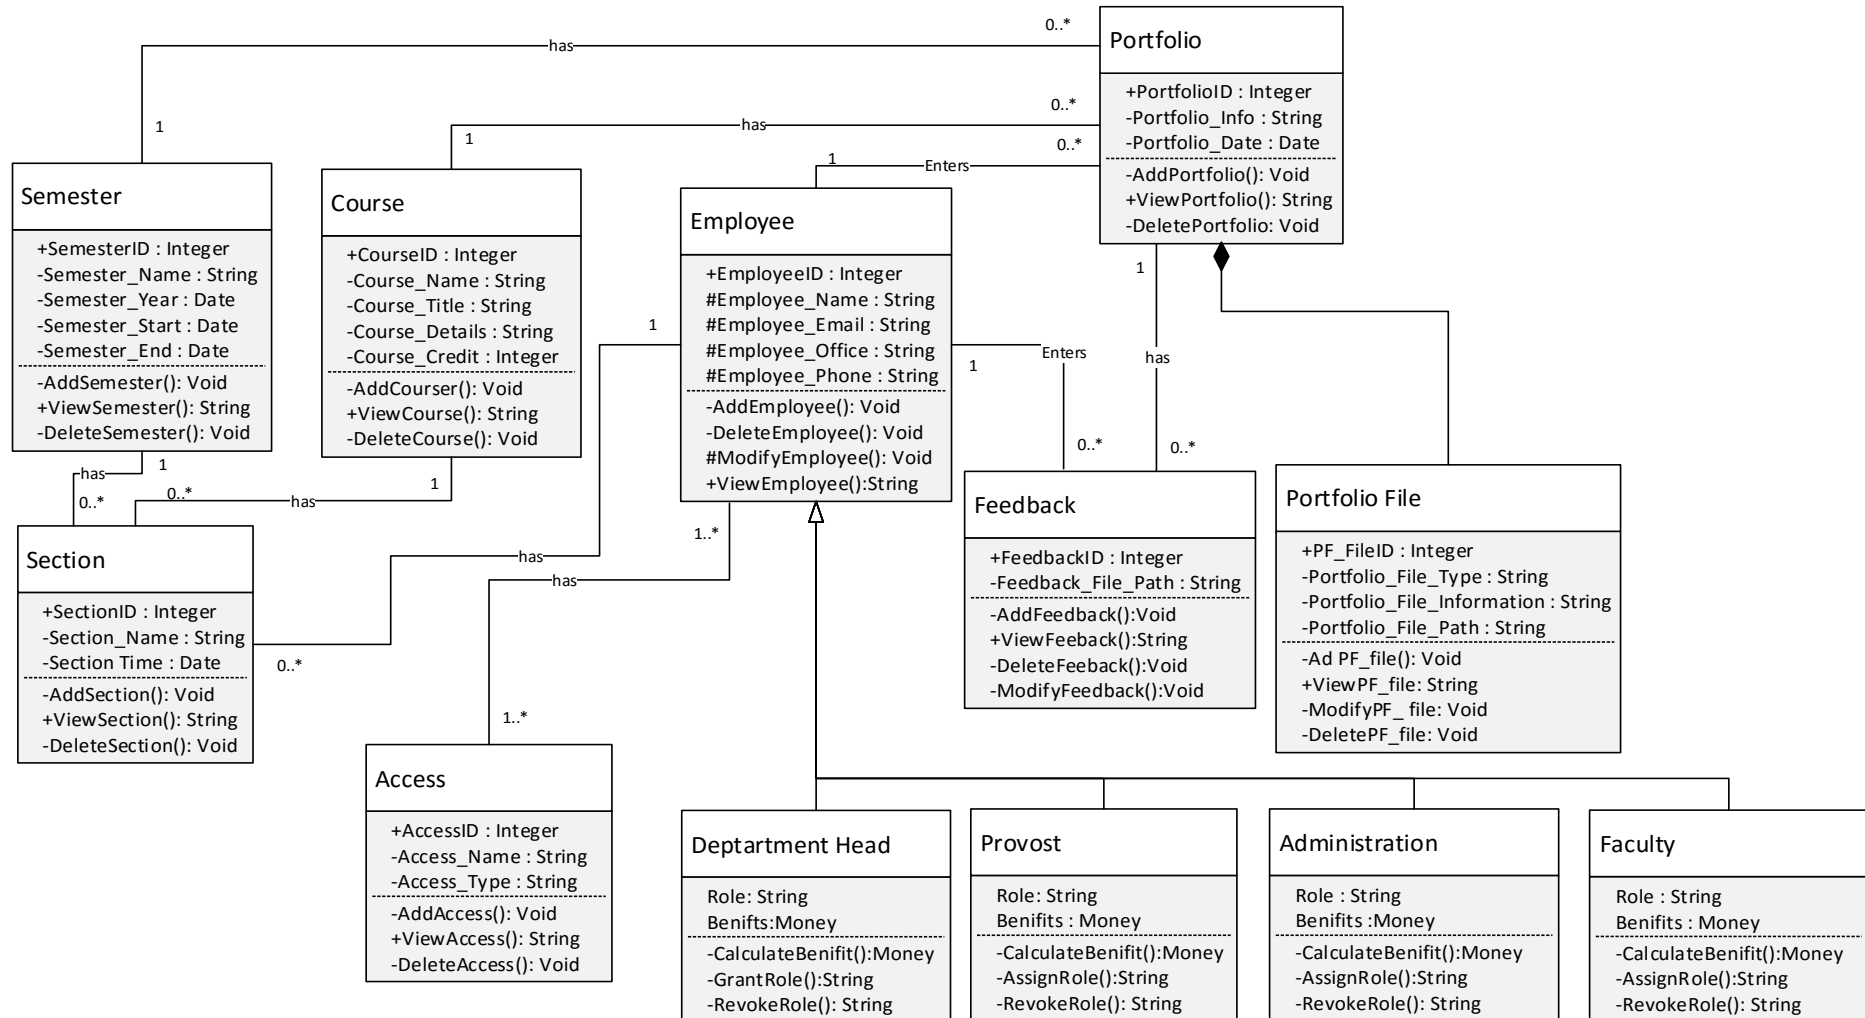 Portfolio
+PortfolioID : Integer
-Portfolio_Info : String
-Portfolio_Date : Date
-AddPortfolio(): Void
+ViewPortfolio(): String
-DeletePortfolio: Void
0..*
has
1
0..*
has
1
0..*
Enters
1
Semester
+SemesterID : Integer
-Semester_Name : String
-Semester_Year : Date
-Semester_Start : Date
-Semester_End : Date
-AddSemester(): Void
+ViewSemester(): String
-DeleteSemester(): Void
Course
+CourseID : Integer
-Course_Name : String
-Course_Title : String
-Course_Details : String
-Course_Credit : Integer
-AddCourser(): Void
+ViewCourse(): String
-DeleteCourse(): Void
Employee
+EmployeeID : Integer
#Employee_Name : String
#Employee_Email : String
#Employee_Office : String
#Employee_Phone : String
-AddEmployee(): Void
-DeleteEmployee(): Void
#ModifyEmployee(): Void
+ViewEmployee():String
1
has
0..*
1
Enters
0..*
1
has
0..*
1
has
0..*
1
has
0..*
1..*
has
1..*
Section
+SectionID : Integer
-Section_Name : String
-Section Time : Date
-AddSection(): Void
+ViewSection(): String
-DeleteSection(): Void
Feedback
+FeedbackID : Integer
-Feedback_File_Path : String
-AddFeedback():Void
+ViewFeeback():String
-DeleteFeeback():Void
-ModifyFeedback():Void
Portfolio File
+PF_FileID : Integer
-Portfolio_File_Type : String
-Portfolio_File_Information : String
-Portfolio_File_Path : String
-Ad PF_file(): Void
+ViewPF_file: String
-ModifyPF_ file: Void
-DeletePF_file: Void
Access
+AccessID : Integer
-Access_Name : String
-Access_Type : String
-AddAccess(): Void
+ViewAccess(): String
-DeleteAccess(): Void
Deptartment Head
Role: String
Benifts:Money
-CalculateBenifit():Money
-GrantRole():String
-RevokeRole(): String
Provost
Role: String
Benifits : Money
-CalculateBenifit():Money
-AssignRole():String
-RevokeRole(): String
Administration
Role : String
Benifits :Money
-CalculateBenifit():Money
-AssignRole():String
-RevokeRole(): String
Faculty
Role : String
Benifits : Money
-CalculateBenifit():Money
-AssignRole():String
-RevokeRole(): String